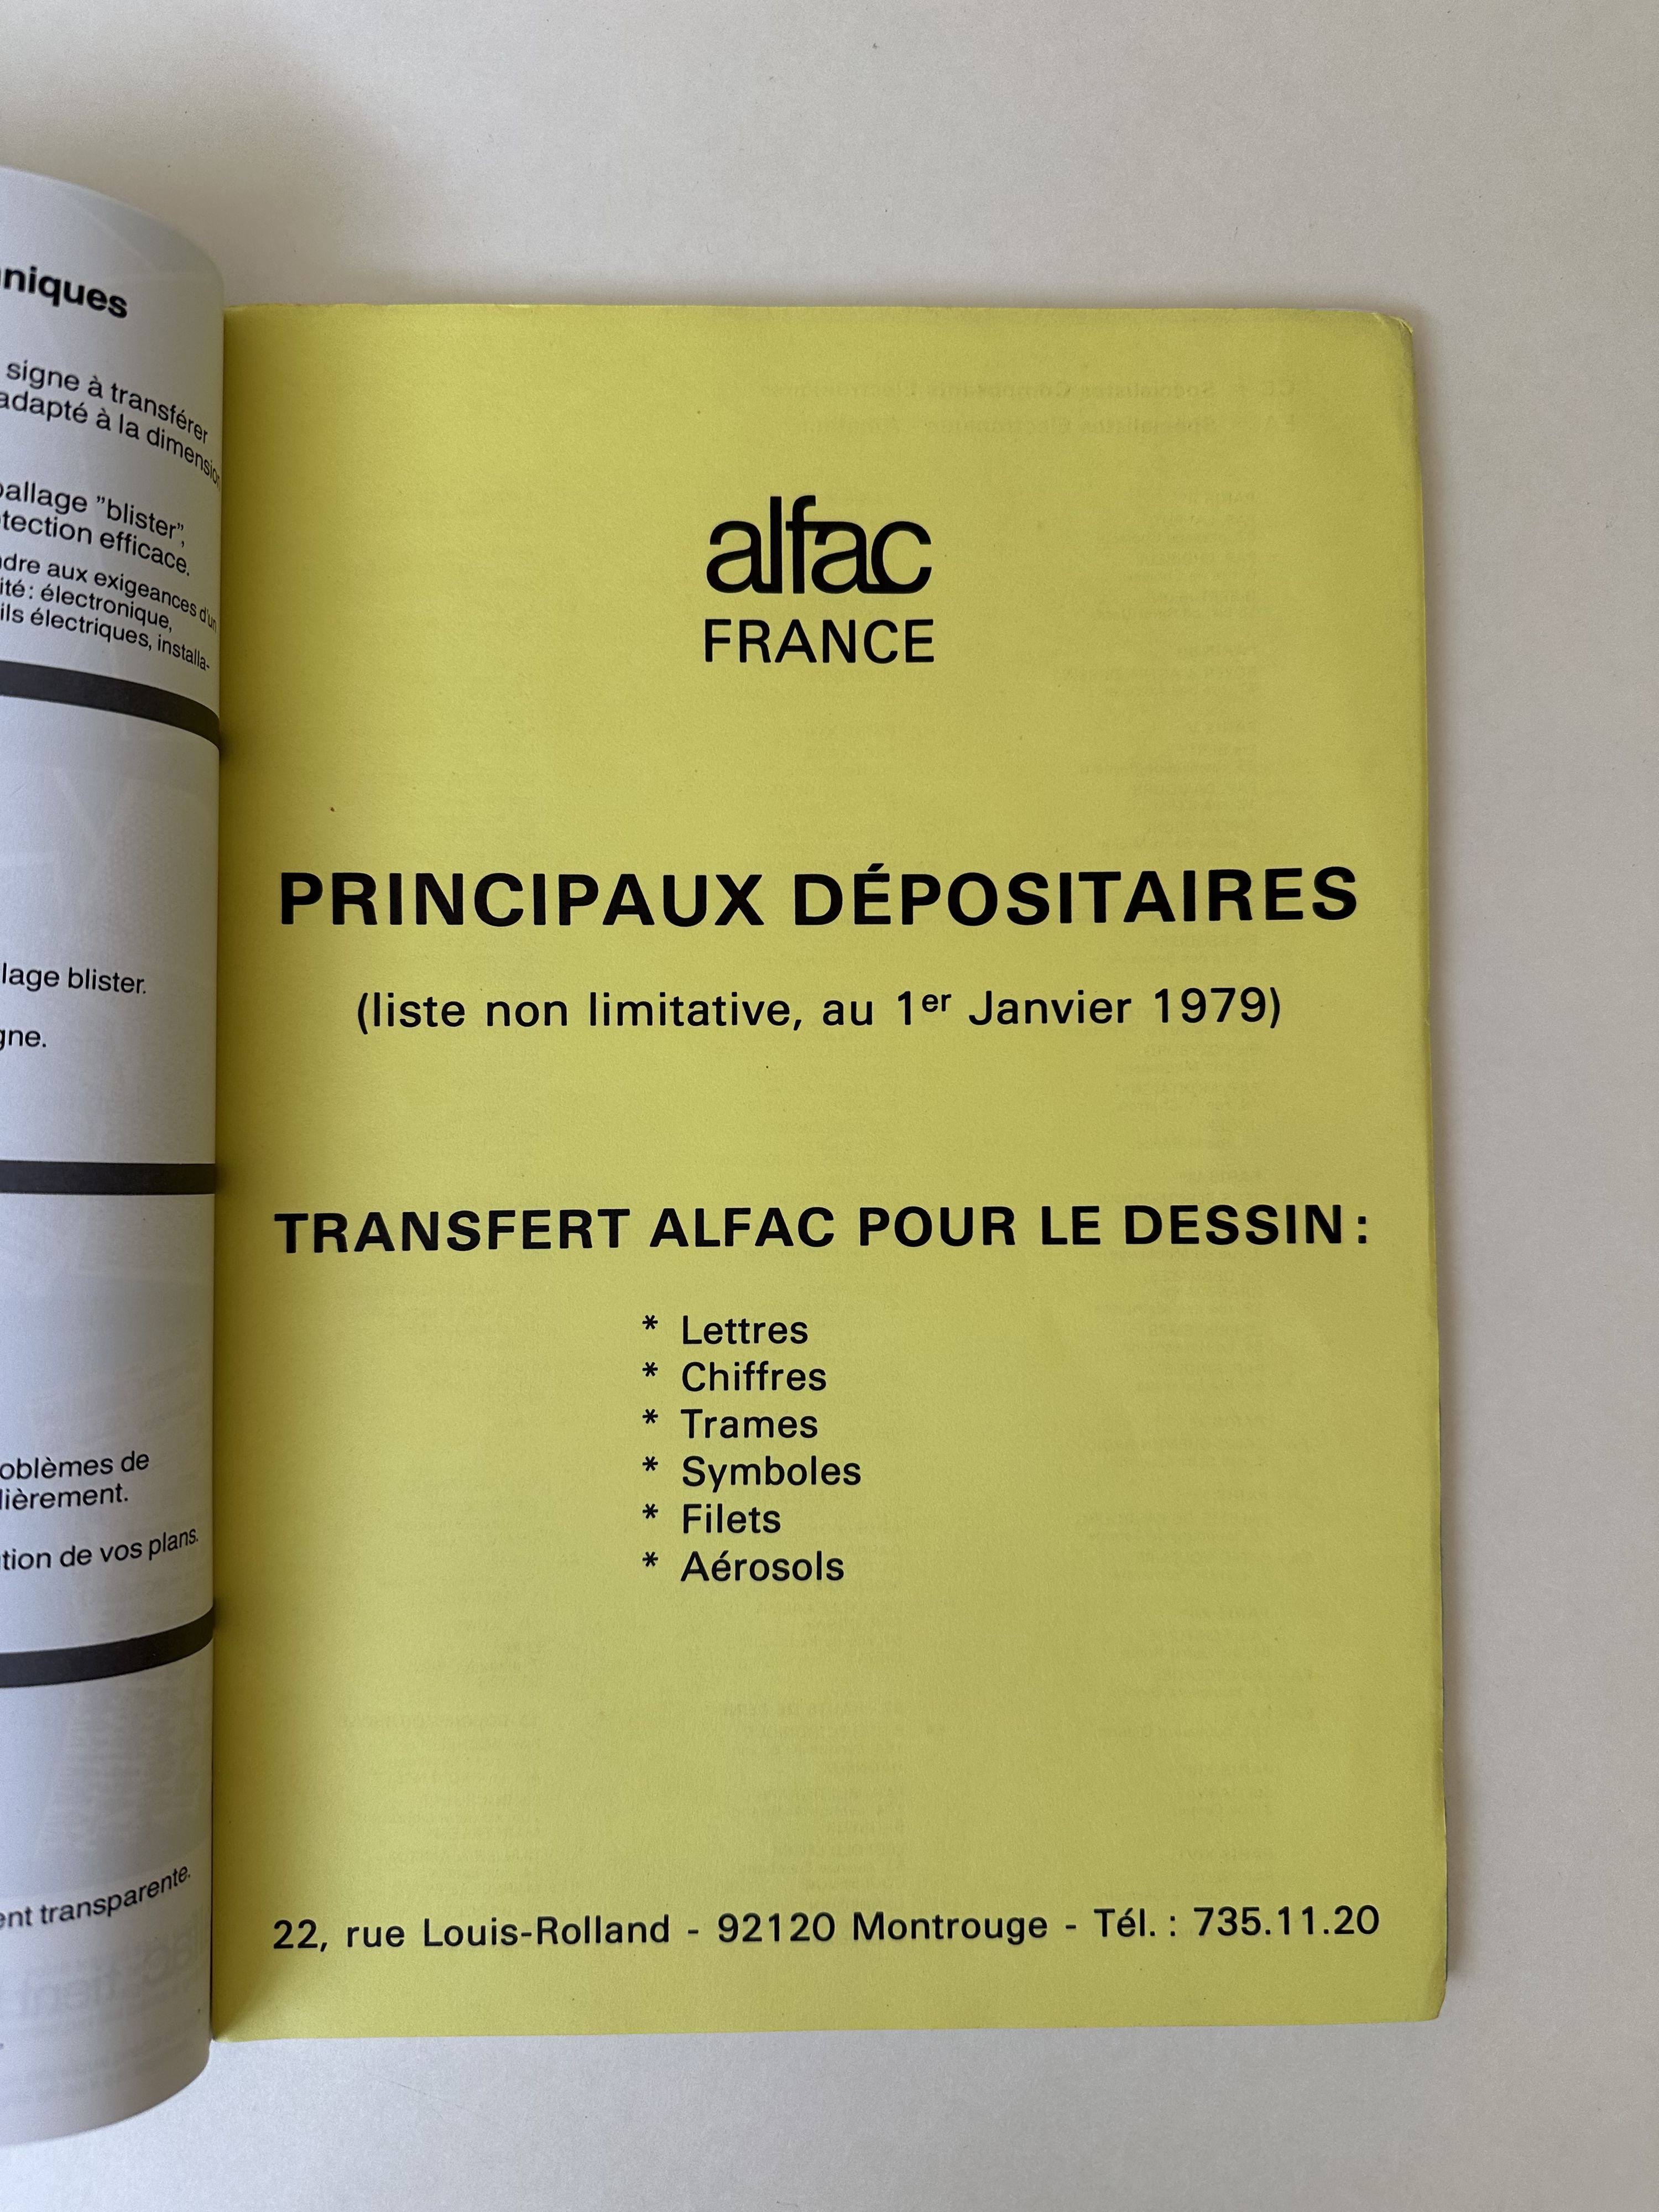 niques
signe à transférer
adapté à la dimension
ballage "blister",
tection efficace.
dre aux exigeances d'un
ité: électronique,
ils électriques, installa-
lage blister.
gne.
oblèmes de
lièrement.
tion de vos plans.
ent transparente.
alfac
FRANCE
PRINCIPAUX DÉPOSITAIRES
(liste non limitative, au 1er Janvier 1979)
TRANSFERT ALFAC POUR LE DESSIN :
* Lettres
* Chiffres
* Trames
* Symboles
* Filets
* Aérosols
22, rue Louis-Rolland - 92120 Montrouge - Tél. : 735.11.20